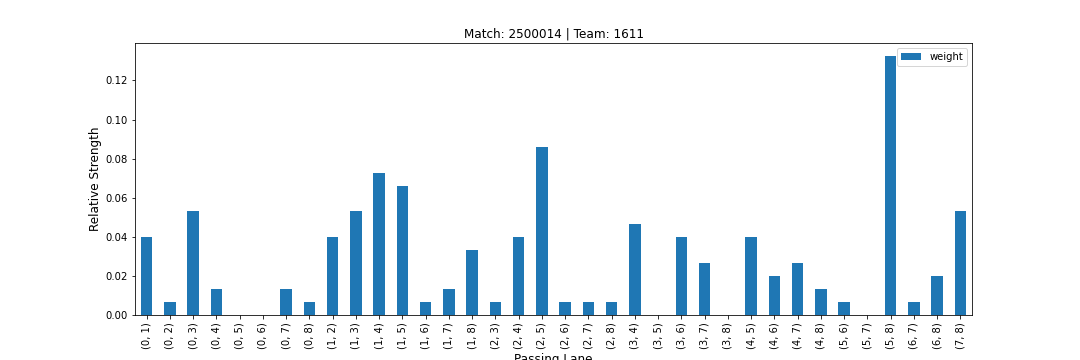 Match: 2500014 | Team: 1611
weight
Relative Strength
0.12
0.10
0.08
0.06
0.04
0.02
0.00
(0, 1) (0, 2) (0, 3) (0, 4) (0, 5) (0, 6) (0, 7) (0, 8) (1, 2) (1, 3) (1, 4) (1, 5) (1, 6) (1, 7) (1, 8) (2, 3) (2, 4) (2, 5) (2, 6) (2, 7) (2, 8) (3, 4) (3, 5) (3, 6) (3, 7) (3, 8) (4, 5) (4, 6) (4, 7) (4, 8) (5, 6) (5, 7) (5, 8) (6, 7) (6, 8) (7, 8)
Passing Lane